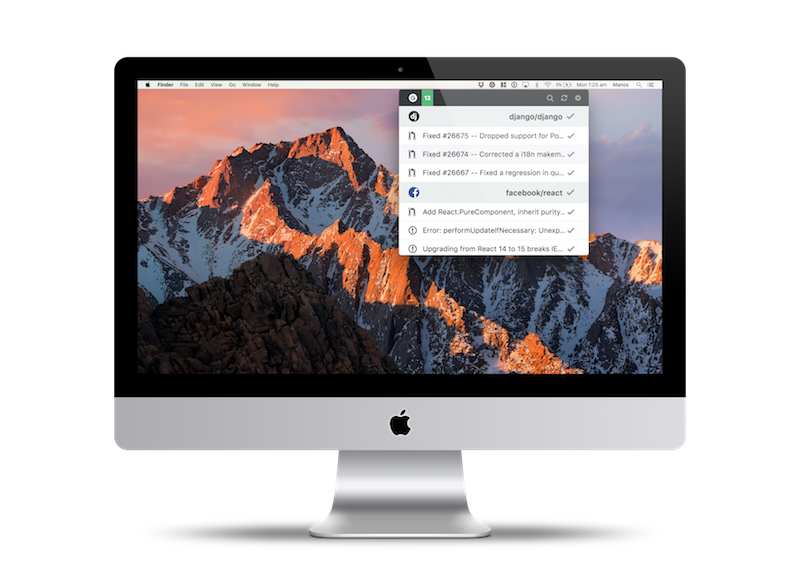 Finder File Edit View Go Window Help Mon 1:25 am Manos
12
django/django
Fixed #26675 -- Dropped support for Po...
Fixed #26674 -- Corrected a i18n makem...
Fixed #26667 -- Fixed a regression in qu...
facebook/react
Add React.PureComponent, inherit purity...
Error: performUpdateIfNecessary: Unexp...
Upgrading from React 14 to 15 breaks IE...